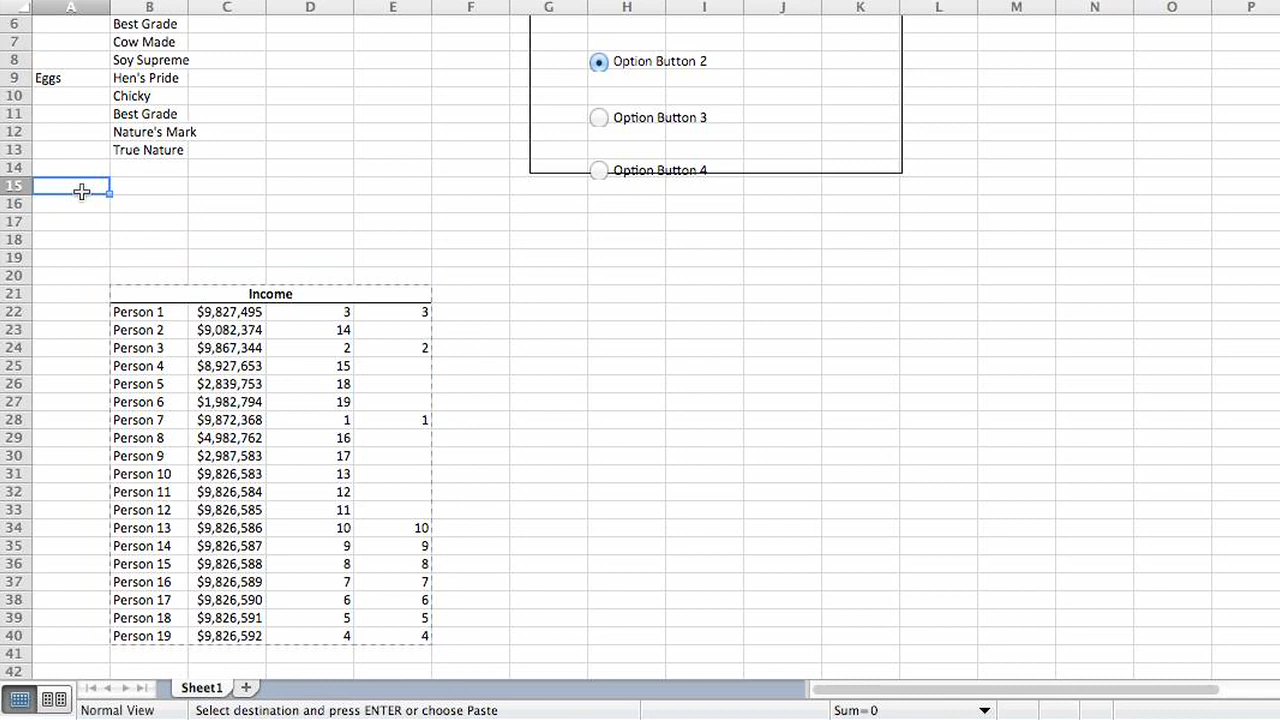 A B C D E F G H I J K L M N O P
6 Best Grade
7 Cow Made
8 Soy Supreme Option Button 2
9 Eggs Hen's Pride
10 Chicky
11 Best Grade Option Button 3
12 Nature's Mark
13 True Nature
14 Option Button 4
15
16
17
18
19
20
21 Income
22 Person 1 $9,827,495 3 3
23 Person 2 $9,082,374 14
24 Person 3 $9,867,344 2 2
25 Person 4 $8,927,653 15
26 Person 5 $2,839,753 18
27 Person 6 $1,982,794 19
28 Person 7 $9,872,368 1 1
29 Person 8 $4,982,762 16
30 Person 9 $2,987,583 17
31 Person 10 $9,826,583 13
32 Person 11 $9,826,584 12
33 Person 12 $9,826,585 11
34 Person 13 $9,826,586 10 10
35 Person 14 $9,826,587 9 9
36 Person 15 $9,826,588 8 8
37 Person 16 $9,826,589 7 7
38 Person 17 $9,826,590 6 6
39 Person 18 $9,826,591 5 5
40 Person 19 $9,826,592 4 4
41
42
Sheet1
Normal View Select destination and press ENTER or choose Paste Sum=0